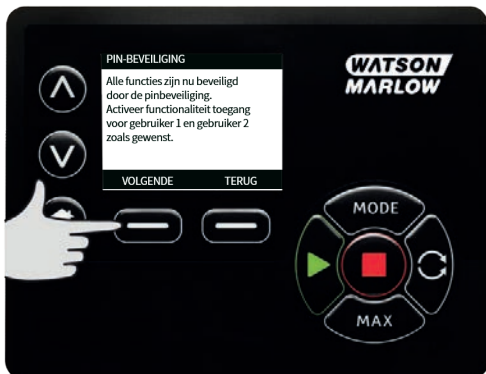 PIN-BEVEILIGING
Alle functies zijn nu beveiligd
door de pinbeveiliging.
Activeer functionaliteit toegang
voor gebruiker 1 en gebruiker 2
zoals gewenst.
VOLGENDE TERUG
WATSON
MARLOW
MODE
MAX